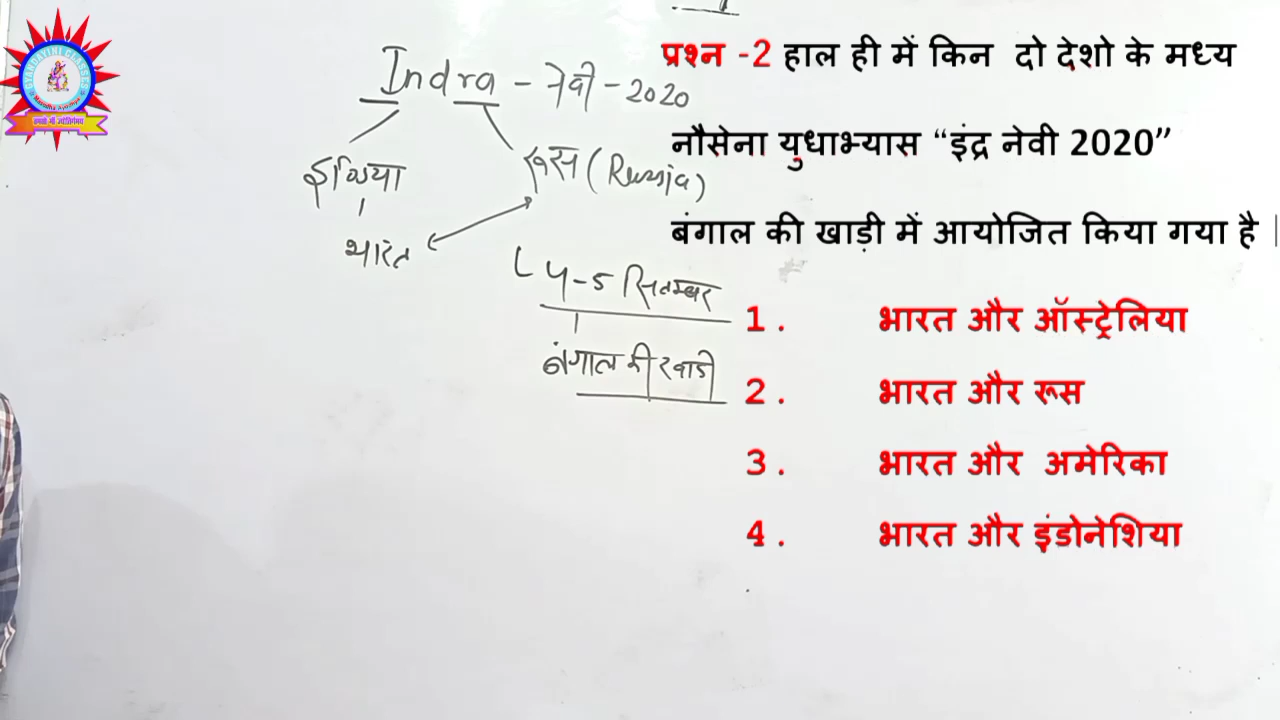 Indra - नेवी - 2020
इंडिया
रूस (Russia)
भारत
4-5 सितम्बर
बंगाल की खाडी
प्रश्न -2 हाल ही में किन दो देशो के मध्य
नौसेना युधाभ्यास “इंद्र नेवी 2020”
बंगाल की खाड़ी में आयोजित किया गया है |
1. भारत और ऑस्ट्रेलिया
2. भारत और रूस
3. भारत और अमेरिका
4. भारत और इंडोनेशिया